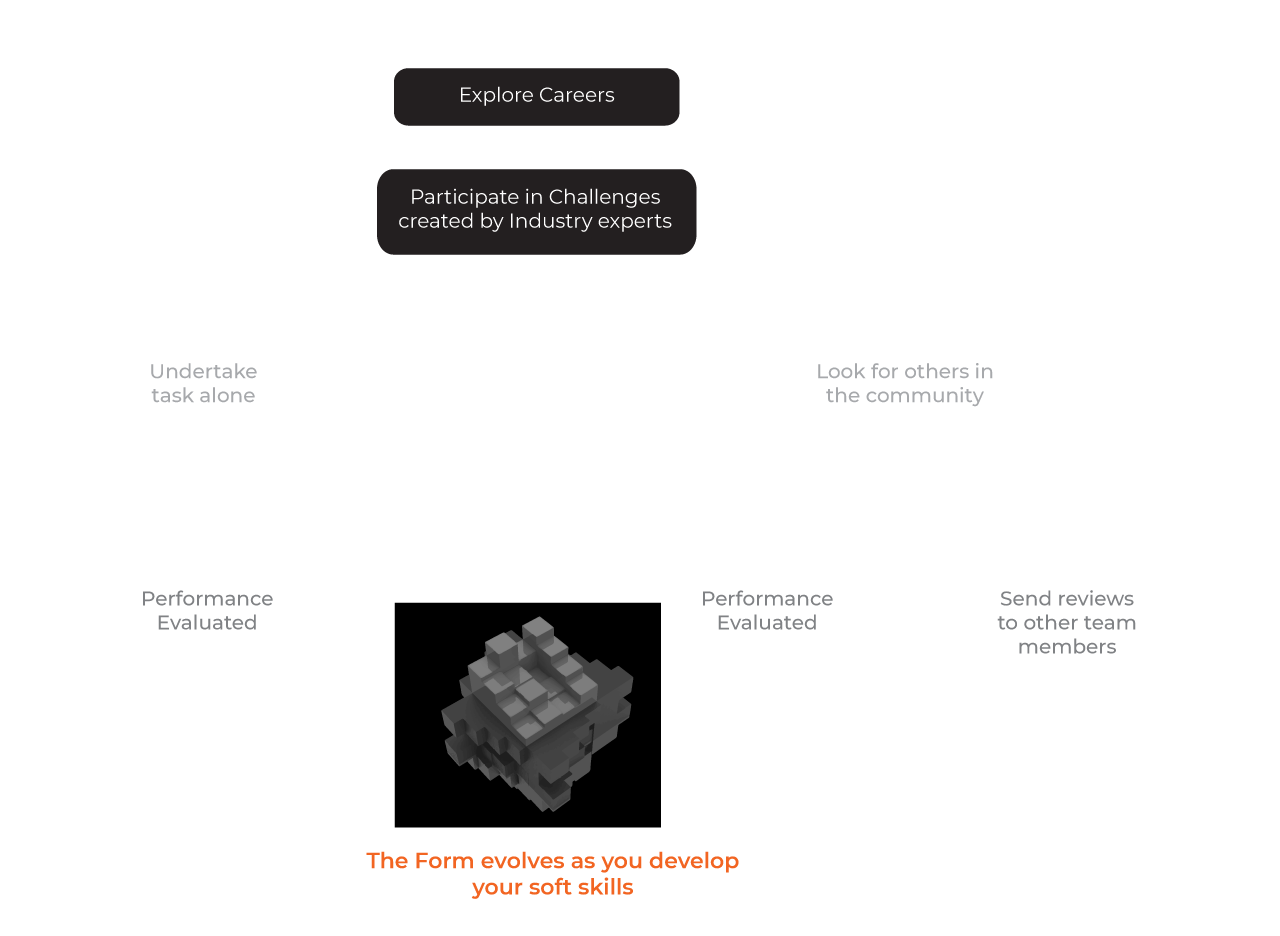 Explore Careers
Participate in Challenges
created by Industry experts
Undertake
task alone
Look for others in
the community
Performance
Evaluated
Performance
Evaluated
Send reviews
to other team
members
The Form evolves as you develop
your soft skills